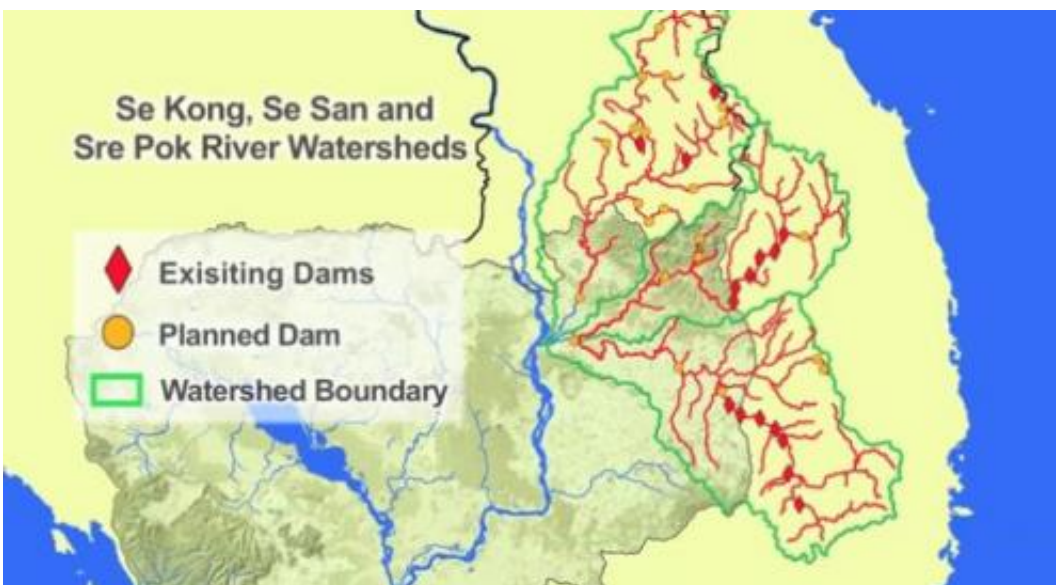 Se Kong, Se San and
Sre Pok River Watersheds
Exisiting Dams
Planned Dam
Watershed Boundary